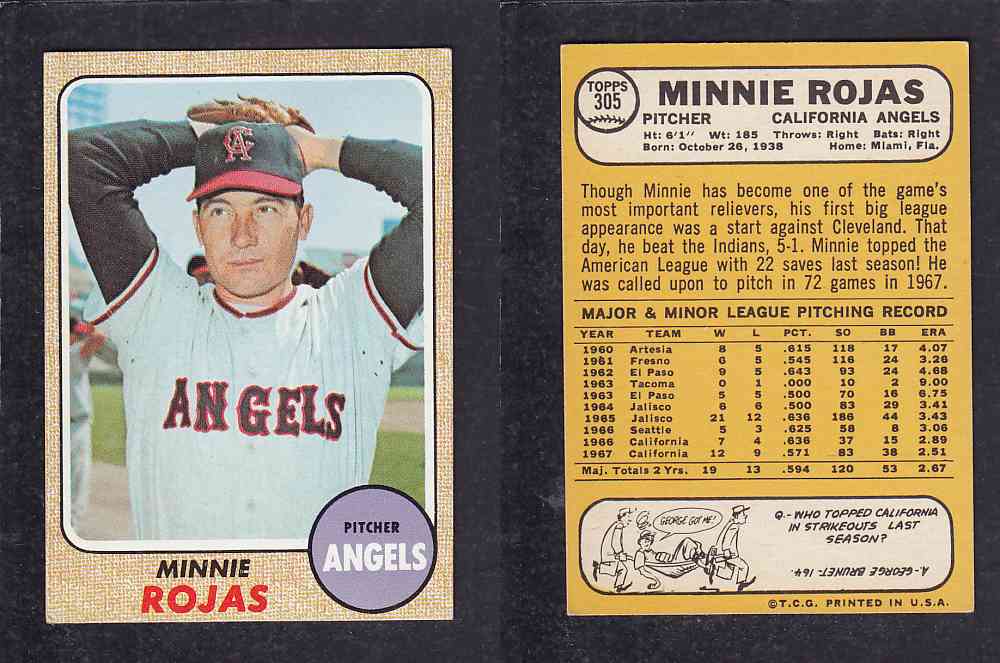 CA
ANGELS
PITCHER
ANGELS
MINNIE
ROJAS
TOPPS
305
MINNIE ROJAS
PITCHER CALIFORNIA ANGELS
Ht: 6'1" Wt: 185 Throws: Right Bats: Right
Born: October 26, 1938 Home: Miami, Fla.
Though Minnie has become one of the game's
most important relievers, his first big league
appearance was a start against Cleveland. That
day, he beat the Indians, 5-1. Minnie topped the
American League with 22 saves last season! He
was called upon to pitch in 72 games in 1967.
MAJOR & MINOR LEAGUE PITCHING RECORD
YEAR TEAM W L PCT. SO BB ERA
1960 Artesia 8 5 .615 118 17 4.07
1961 Fresno 6 5 .545 116 24 3.26
1962 El Paso 9 5 .643 93 24 4.68
1963 Tacoma 0 1 .000 10 2 9.00
1963 El Paso 5 5 .500 70 16 6.75
1964 Jalisco 6 6 .500 83 29 3.41
1965 Jalisco 21 12 .636 186 44 3.43
1966 Seattle 5 3 .625 58 8 3.06
1966 California 7 4 .636 37 15 2.89
1967 California 12 9 .571 83 38 2.51
Maj. Totals 2 Yrs. 19 13 .594 120 53 2.67
GEORGE GOT ME!
Q.-WHO TOPPED CALIFORNIA
IN STRIKEOUTS LAST
SEASON?
A.-GEORGE BRUNET-164.
©T.C.G. PRINTED IN U.S.A.